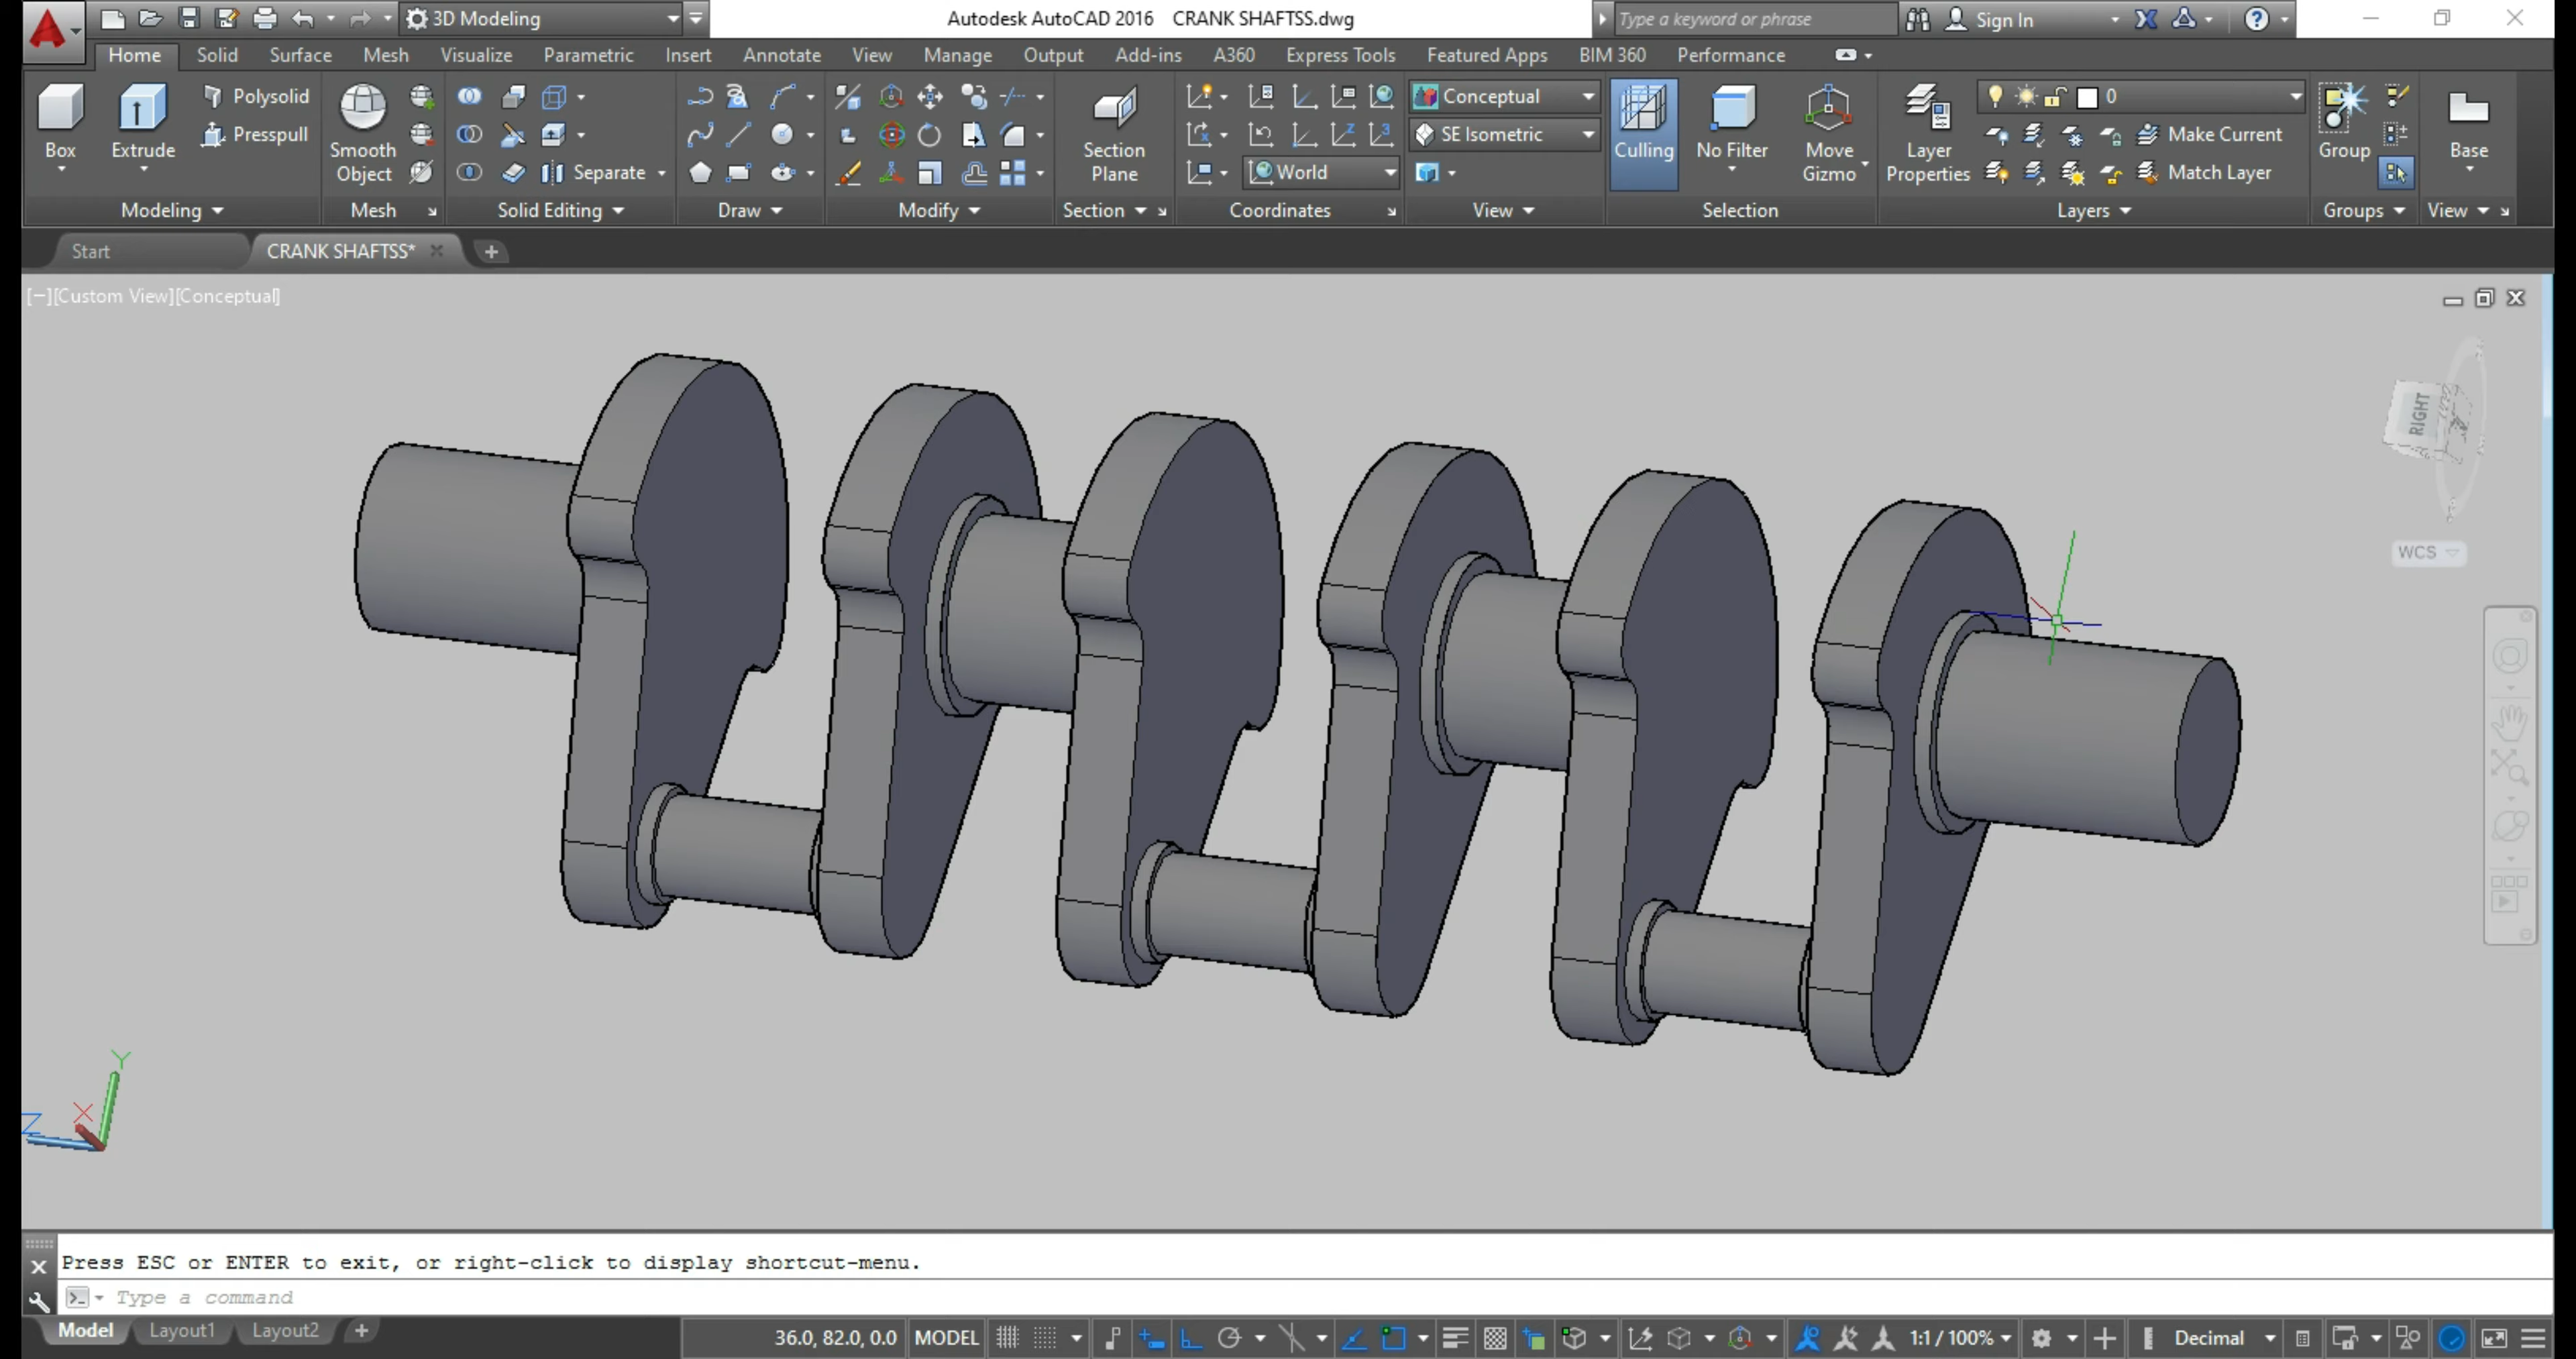 3D Modeling
Autodesk AutoCAD 2016 CRANK SHAFTSS.dwg
Type a keyword or phrase
Sign In
Home Solid Surface Mesh Visualize Parametric Insert Annotate View Manage Output Add-ins A360 Express Tools Featured Apps BIM 360 Performance
Box
Extrude
Polysolid
Presspull
Modeling
Smooth
Object
Mesh
Separate
Solid Editing
Draw
Modify
Section
Plane
Section
World
Coordinates
Conceptual
SE Isometric
View
Culling
No Filter
Move
Gizmo
Selection
Layer
Properties
0
Make Current
Match Layer
Layers
Group
Groups
Base
View
Start
CRANK SHAFTSS*
[−][Custom View][Conceptual]
RIGHT
WCS
Y
X
Z
Press ESC or ENTER to exit, or right-click to display shortcut-menu.
Type a command
Model Layout1 Layout2
36.0, 82.0, 0.0 MODEL 1:1 / 100% Decimal